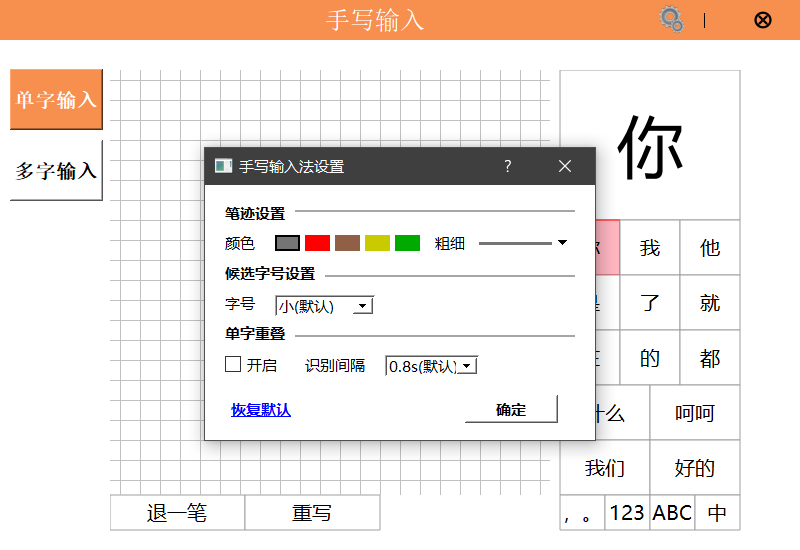 手写输入
单字输入
多字输入
你
手写输入法设置
笔迹设置
颜色 粗细
候选字号设置
字号 小(默认)
单字重叠
开启 识别间隔 0.8s(默认)
恢复默认 确定
我 他
了 就
的 都
什么 呵呵
我们 好的
退一笔 重写 ，。 123 ABC 中